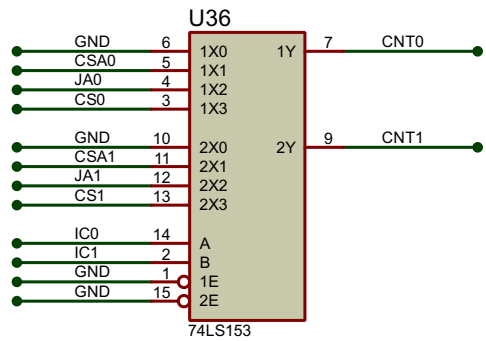 U36
GND 6 1X0 1Y 7 CNT0
CSA0 5 1X1
JA0 4 1X2
CS0 3 1X3
GND 10 2X0 2Y 9 CNT1
CSA1 11 2X1
JA1 12 2X2
CS1 13 2X3
IC0 14 A
IC1 2 B
GND 1 1E
GND 15 2E
74LS153